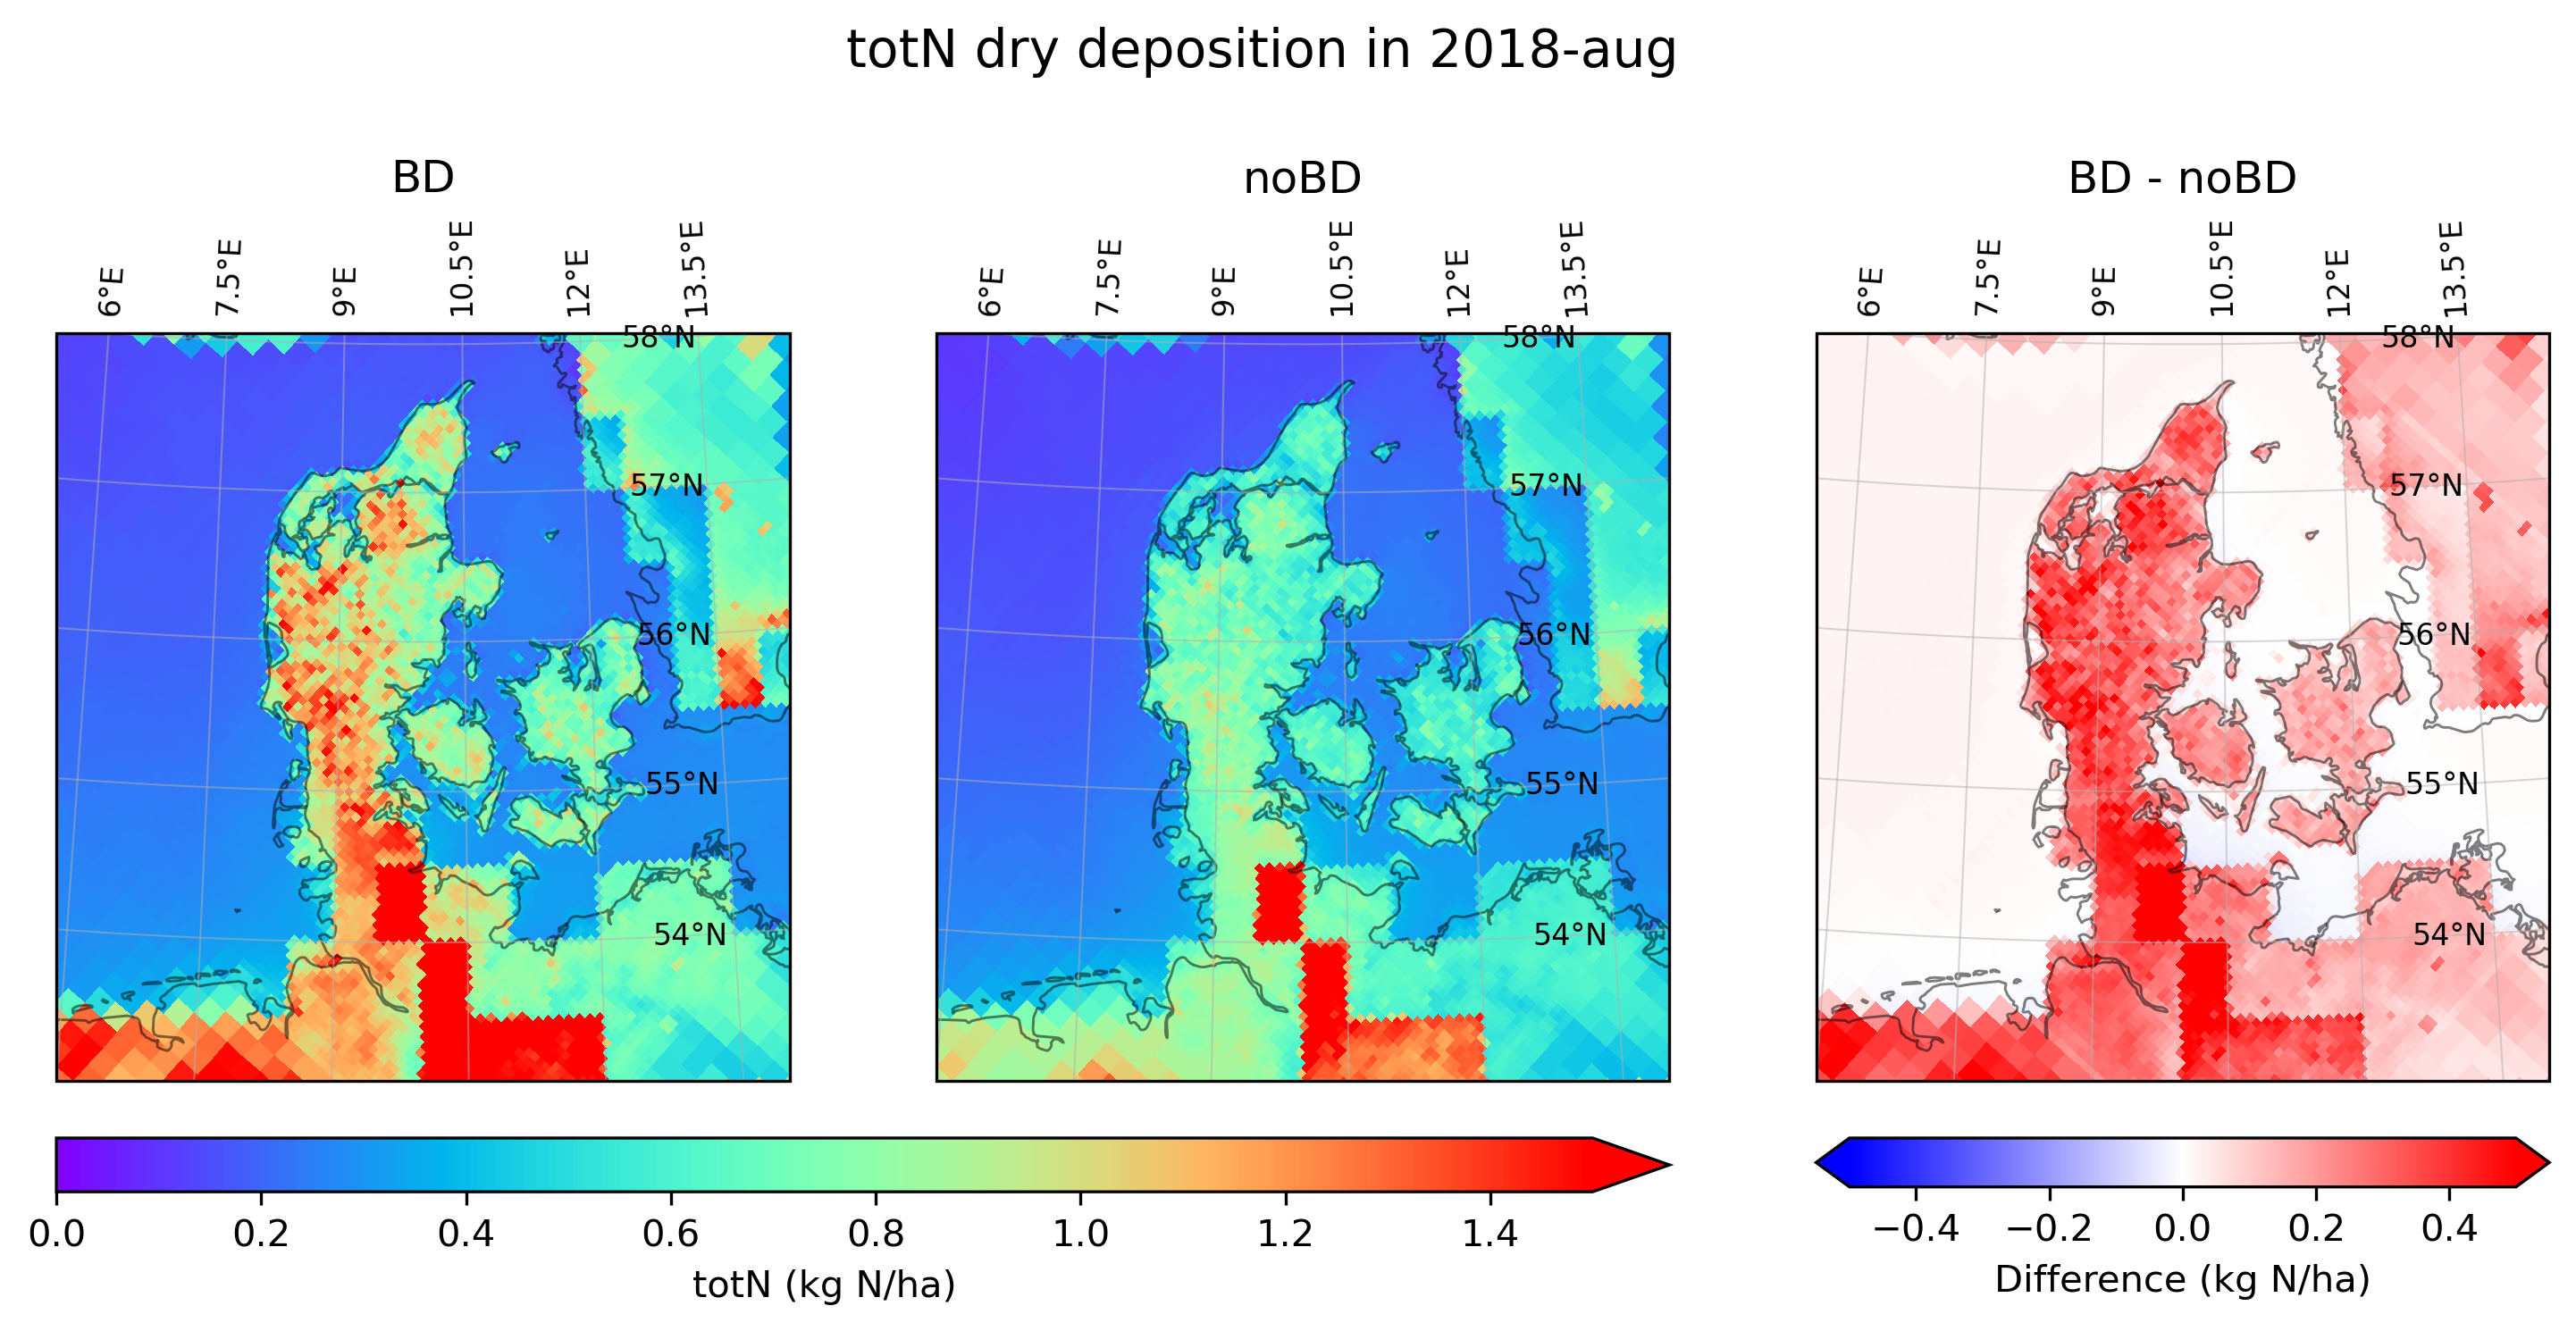 totN dry deposition in 2018-aug
BD
noBD
BD - noBD
6°E 7.5°E 9°E 10.5°E 12°E 13.5°E
6°E 7.5°E 9°E 10.5°E 12°E 13.5°E
6°E 7.5°E 9°E 10.5°E 12°E 13.5°E
58°N 58°N 58°N
57°N 57°N 57°N
56°N 56°N 56°N
55°N 55°N 55°N
54°N 54°N 54°N
0.0 0.2 0.4 0.6 0.8 1.0 1.2 1.4
totN (kg N/ha)
−0.4 −0.2 0.0 0.2 0.4
Difference (kg N/ha)